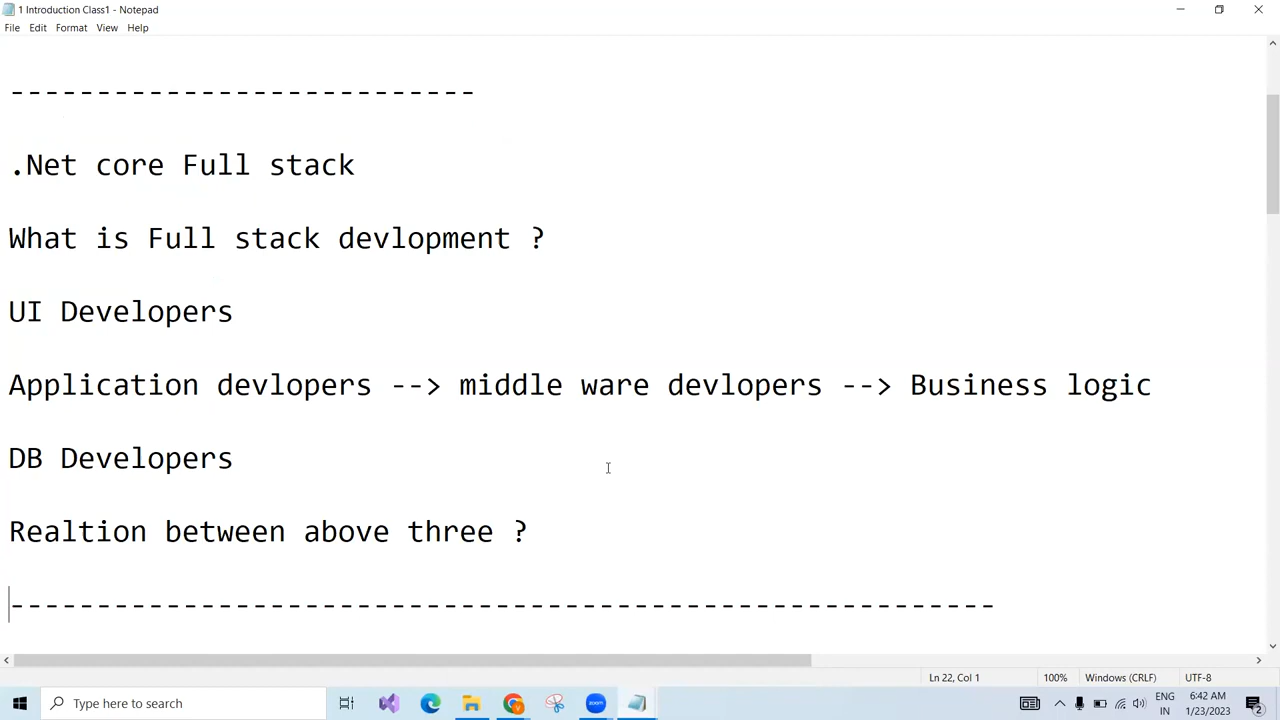 1 Introduction Class1 - Notepad
File Edit Format View Help
---------------------------
.Net core Full stack
What is Full stack devlopment ?
UI Developers
Application devlopers --> middle ware devlopers --> Business logic
DB Developers
Realtion between above three ?
---------------------------------------------------------
Ln 22, Col 1 100% Windows (CRLF) UTF-8
Type here to search
zoom
ENG
IN
6:42 AM
1/23/2023
2